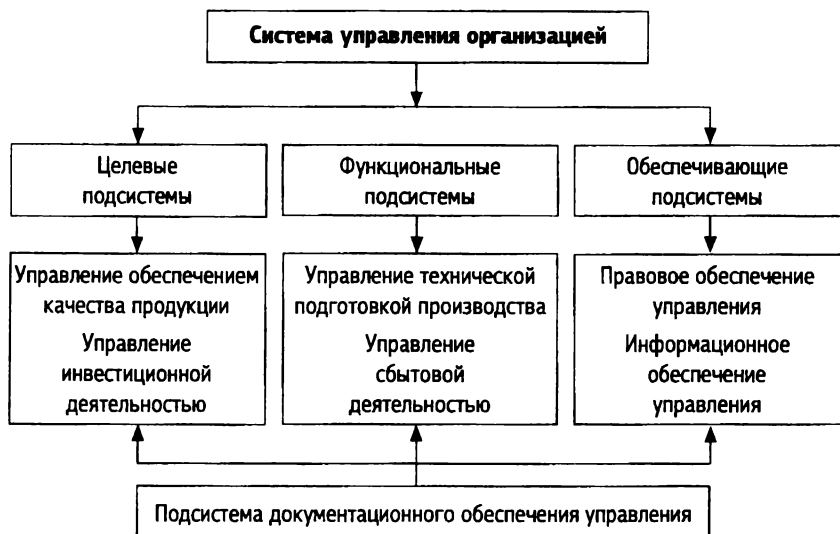 Система управления организацией
Целевые
подсистемы
Функциональные
подсистемы
Обеспечивающие
подсистемы
Управление обеспечением
качества продукции
Управление
инвестиционной
деятельностью
Управление технической
подготовкой производства
Управление
сбытовой
деятельностью
Правовое обеспечение
управления
Информационное
обеспечение
управления
Подсистема документационного обеспечения управления